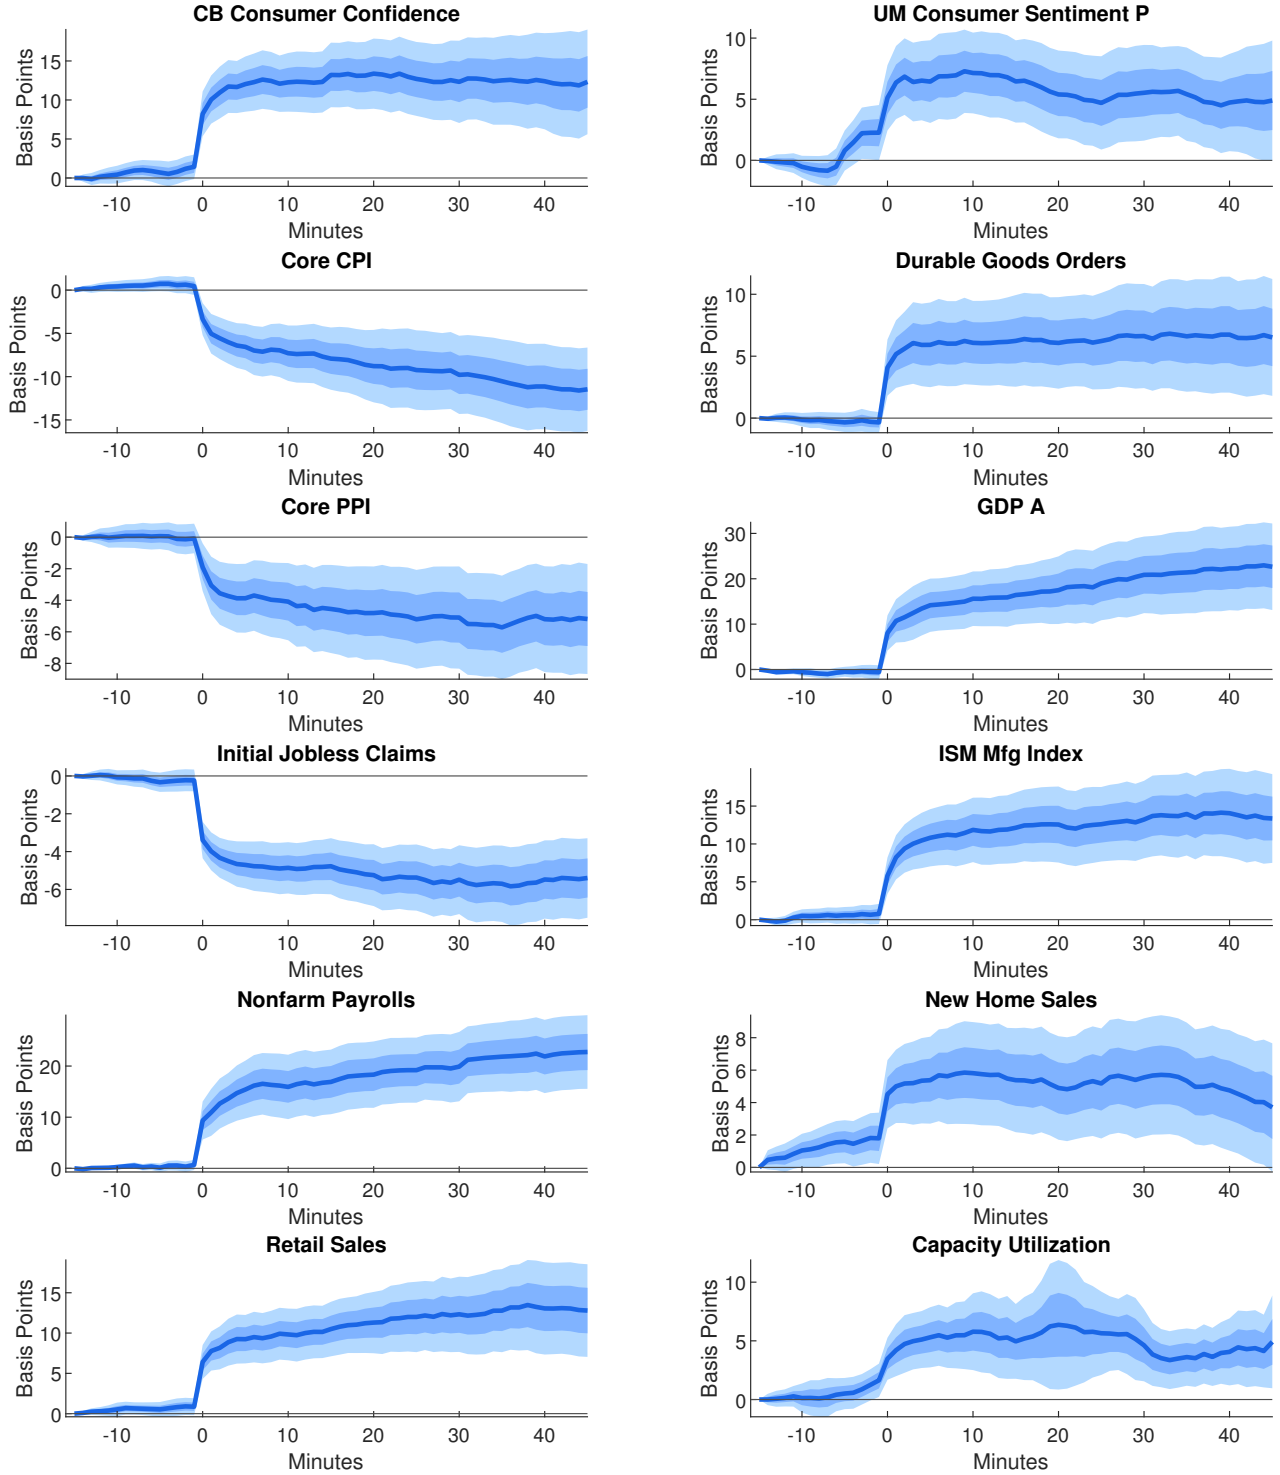 CB Consumer Confidence
15
10
5
0
Basis Points
-10 0 10 20 30 40
Minutes
UM Consumer Sentiment P
10
5
0
Basis Points
-10 0 10 20 30 40
Minutes
Core CPI
0
-5
-10
-15
Basis Points
-10 0 10 20 30 40
Minutes
Durable Goods Orders
10
5
0
Basis Points
-10 0 10 20 30 40
Minutes
Core PPI
0
-2
-4
-6
-8
Basis Points
-10 0 10 20 30 40
Minutes
GDP A
30
20
10
0
Basis Points
-10 0 10 20 30 40
Minutes
Initial Jobless Claims
0
-2
-4
-6
Basis Points
-10 0 10 20 30 40
Minutes
ISM Mfg Index
15
10
5
0
Basis Points
-10 0 10 20 30 40
Minutes
Nonfarm Payrolls
20
10
0
Basis Points
-10 0 10 20 30 40
Minutes
New Home Sales
8
6
4
2
0
Basis Points
-10 0 10 20 30 40
Minutes
Retail Sales
15
10
5
0
Basis Points
-10 0 10 20 30 40
Minutes
Capacity Utilization
10
5
0
Basis Points
-10 0 10 20 30 40
Minutes